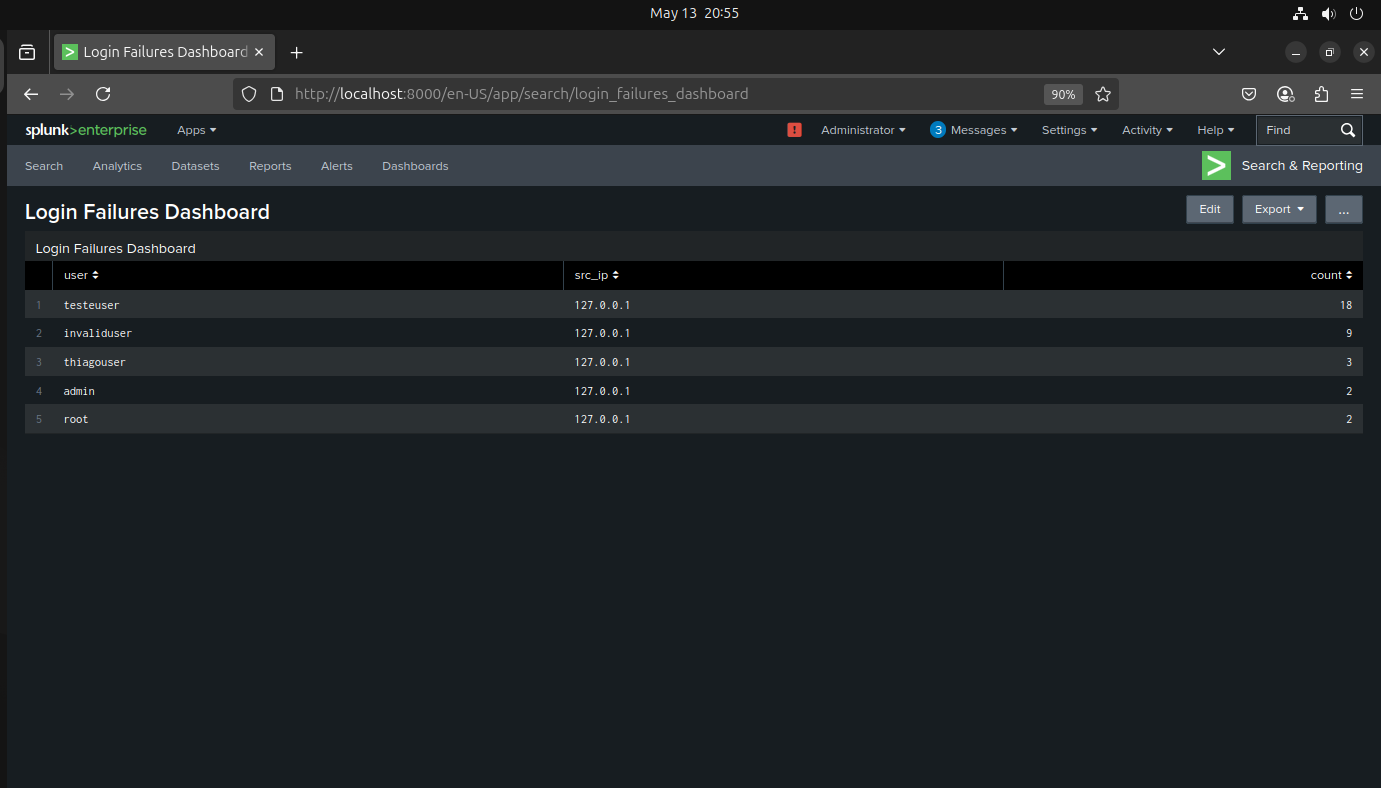 May 13 20:55
Login Failures Dashboard
http://localhost:8000/en-US/app/search/login_failures_dashboard 90%
splunk>enterprise Apps ! Administrator 3 Messages Settings Activity Help Find
Search Analytics Datasets Reports Alerts Dashboards > Search & Reporting
Login Failures Dashboard Edit Export ...
Login Failures Dashboard
user src_ip count
1 testeuser 127.0.0.1 18
2 invaliduser 127.0.0.1 9
3 thiagouser 127.0.0.1 3
4 admin 127.0.0.1 2
5 root 127.0.0.1 2